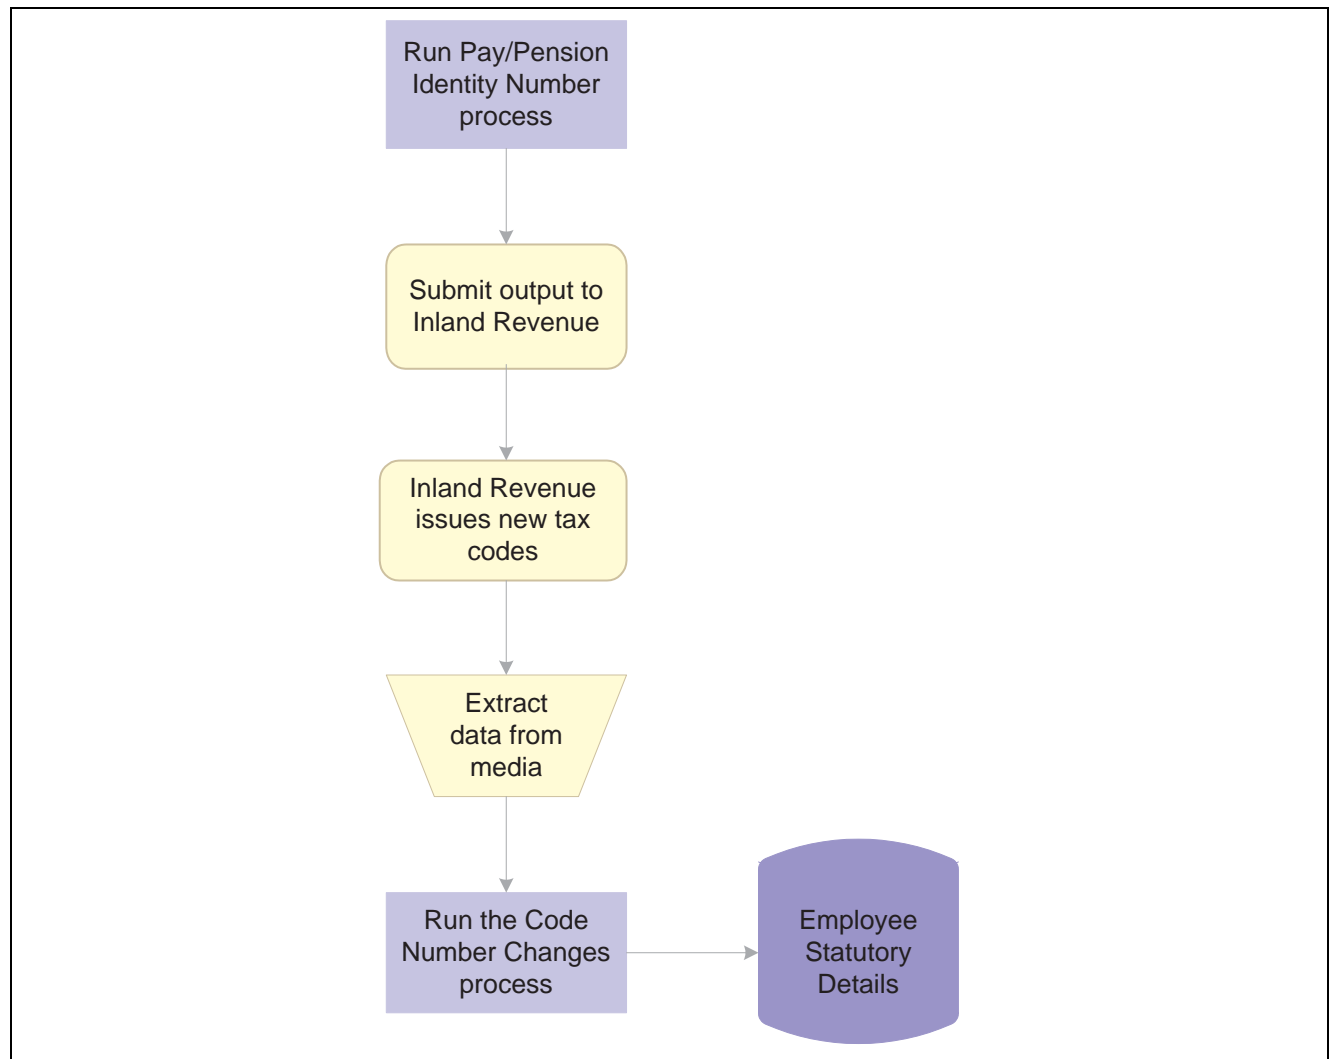 Run Pay/Pension
Identity Number
process
Submit output to
Inland Revenue
Inland Revenue
issues new tax
codes
Extract
data from
media
Run the Code
Number Changes
process
Employee
Statutory
Details